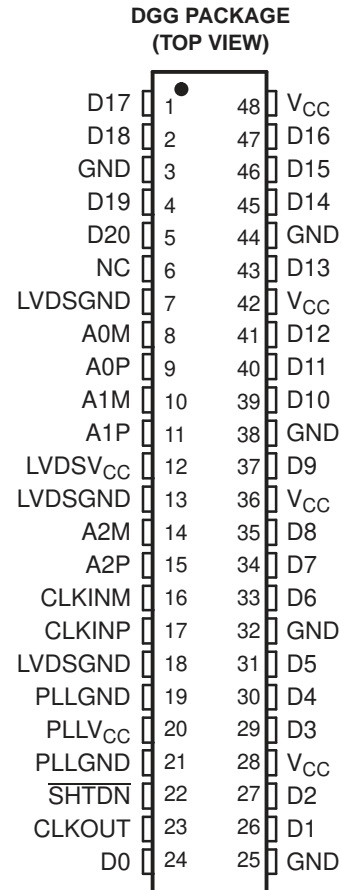 DGG PACKAGE
(TOP VIEW)
D17 1 48 VCC
D18 2 47 D16
GND 3 46 D15
D19 4 45 D14
D20 5 44 GND
NC 6 43 D13
LVDSGND 7 42 VCC
A0M 8 41 D12
A0P 9 40 D11
A1M 10 39 D10
A1P 11 38 GND
LVDSVCC 12 37 D9
LVDSGND 13 36 VCC
A2M 14 35 D8
A2P 15 34 D7
CLKINM 16 33 D6
CLKINP 17 32 GND
LVDSGND 18 31 D5
PLLGND 19 30 D4
PLLVCC 20 29 D3
PLLGND 21 28 VCC
SHTDN 22 27 D2
CLKOUT 23 26 D1
D0 24 25 GND